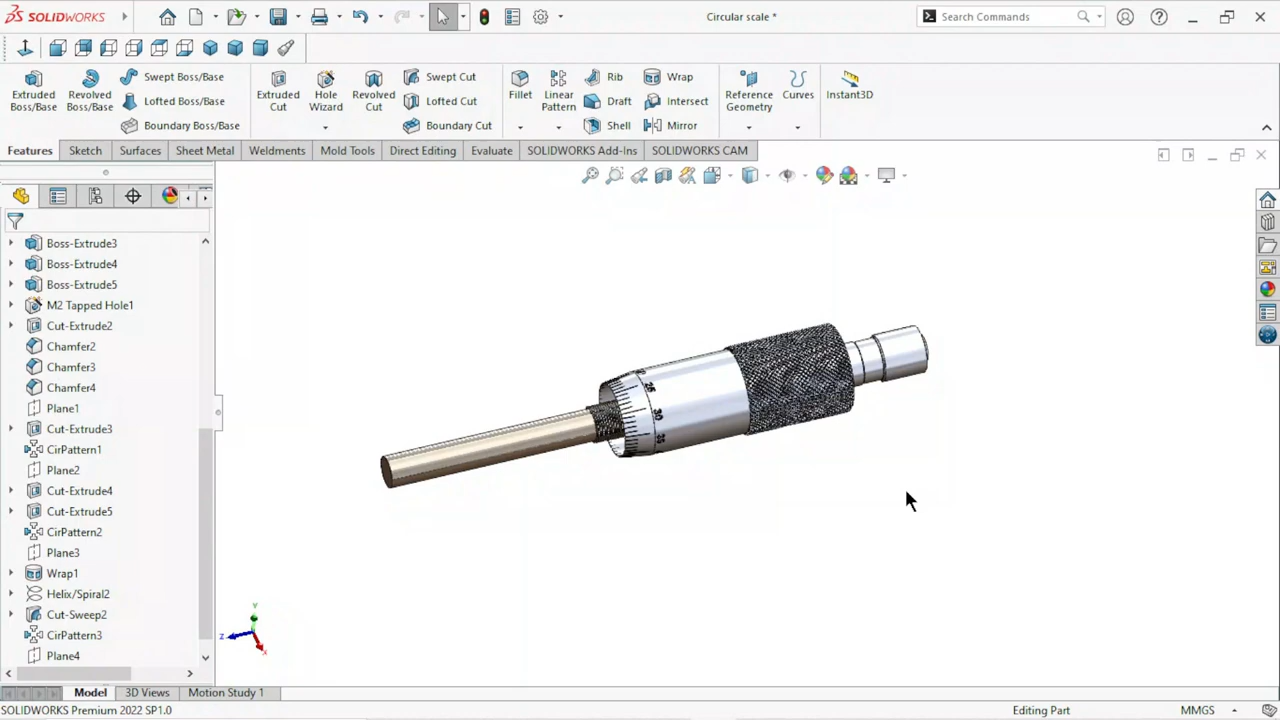 SOLIDWORKS
Circular scale *
Search Commands
Extruded Boss/Base
Revolved Boss/Base
Swept Boss/Base
Lofted Boss/Base
Boundary Boss/Base
Extruded Cut
Hole Wizard
Revolved Cut
Swept Cut
Lofted Cut
Boundary Cut
Fillet
Linear Pattern
Rib
Draft
Shell
Wrap
Intersect
Mirror
Reference Geometry
Curves
Instant3D
Features
Sketch
Surfaces
Sheet Metal
Weldments
Mold Tools
Direct Editing
Evaluate
SOLIDWORKS Add-Ins
SOLIDWORKS CAM
Boss-Extrude3
Boss-Extrude4
Boss-Extrude5
M2 Tapped Hole1
Cut-Extrude2
Chamfer2
Chamfer3
Chamfer4
Plane1
Cut-Extrude3
CirPattern1
Plane2
Cut-Extrude4
Cut-Extrude5
CirPattern2
Plane3
Wrap1
Helix/Spiral2
Cut-Sweep2
CirPattern3
Plane4
25
30
Y
Z
X
Model
3D Views
Motion Study 1
SOLIDWORKS Premium 2022 SP1.0
Editing Part
MMGS